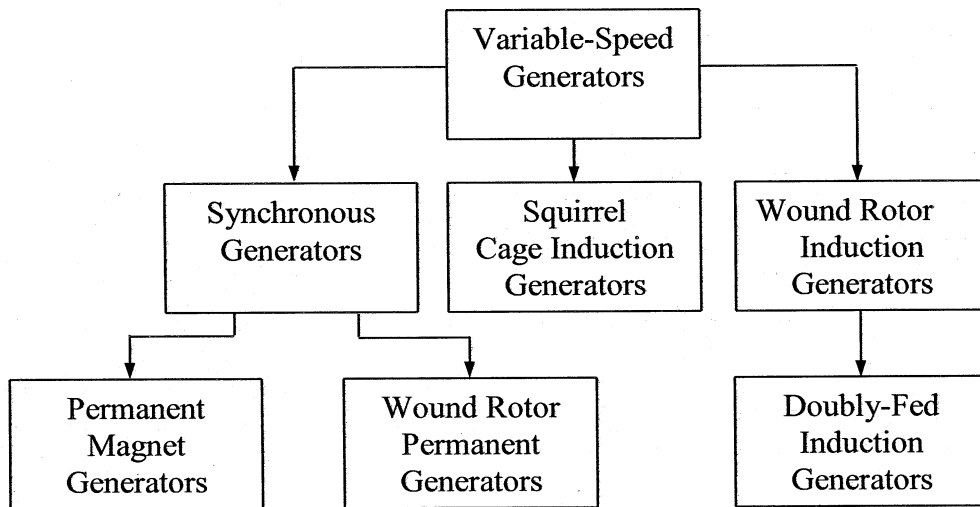 Variable-Speed
Generators
Synchronous
Generators
Squirrel
Cage Induction
Generators
Wound Rotor
Induction
Generators
Permanent
Magnet
Generators
Wound Rotor
Permanent
Generators
Doubly-Fed
Induction
Generators